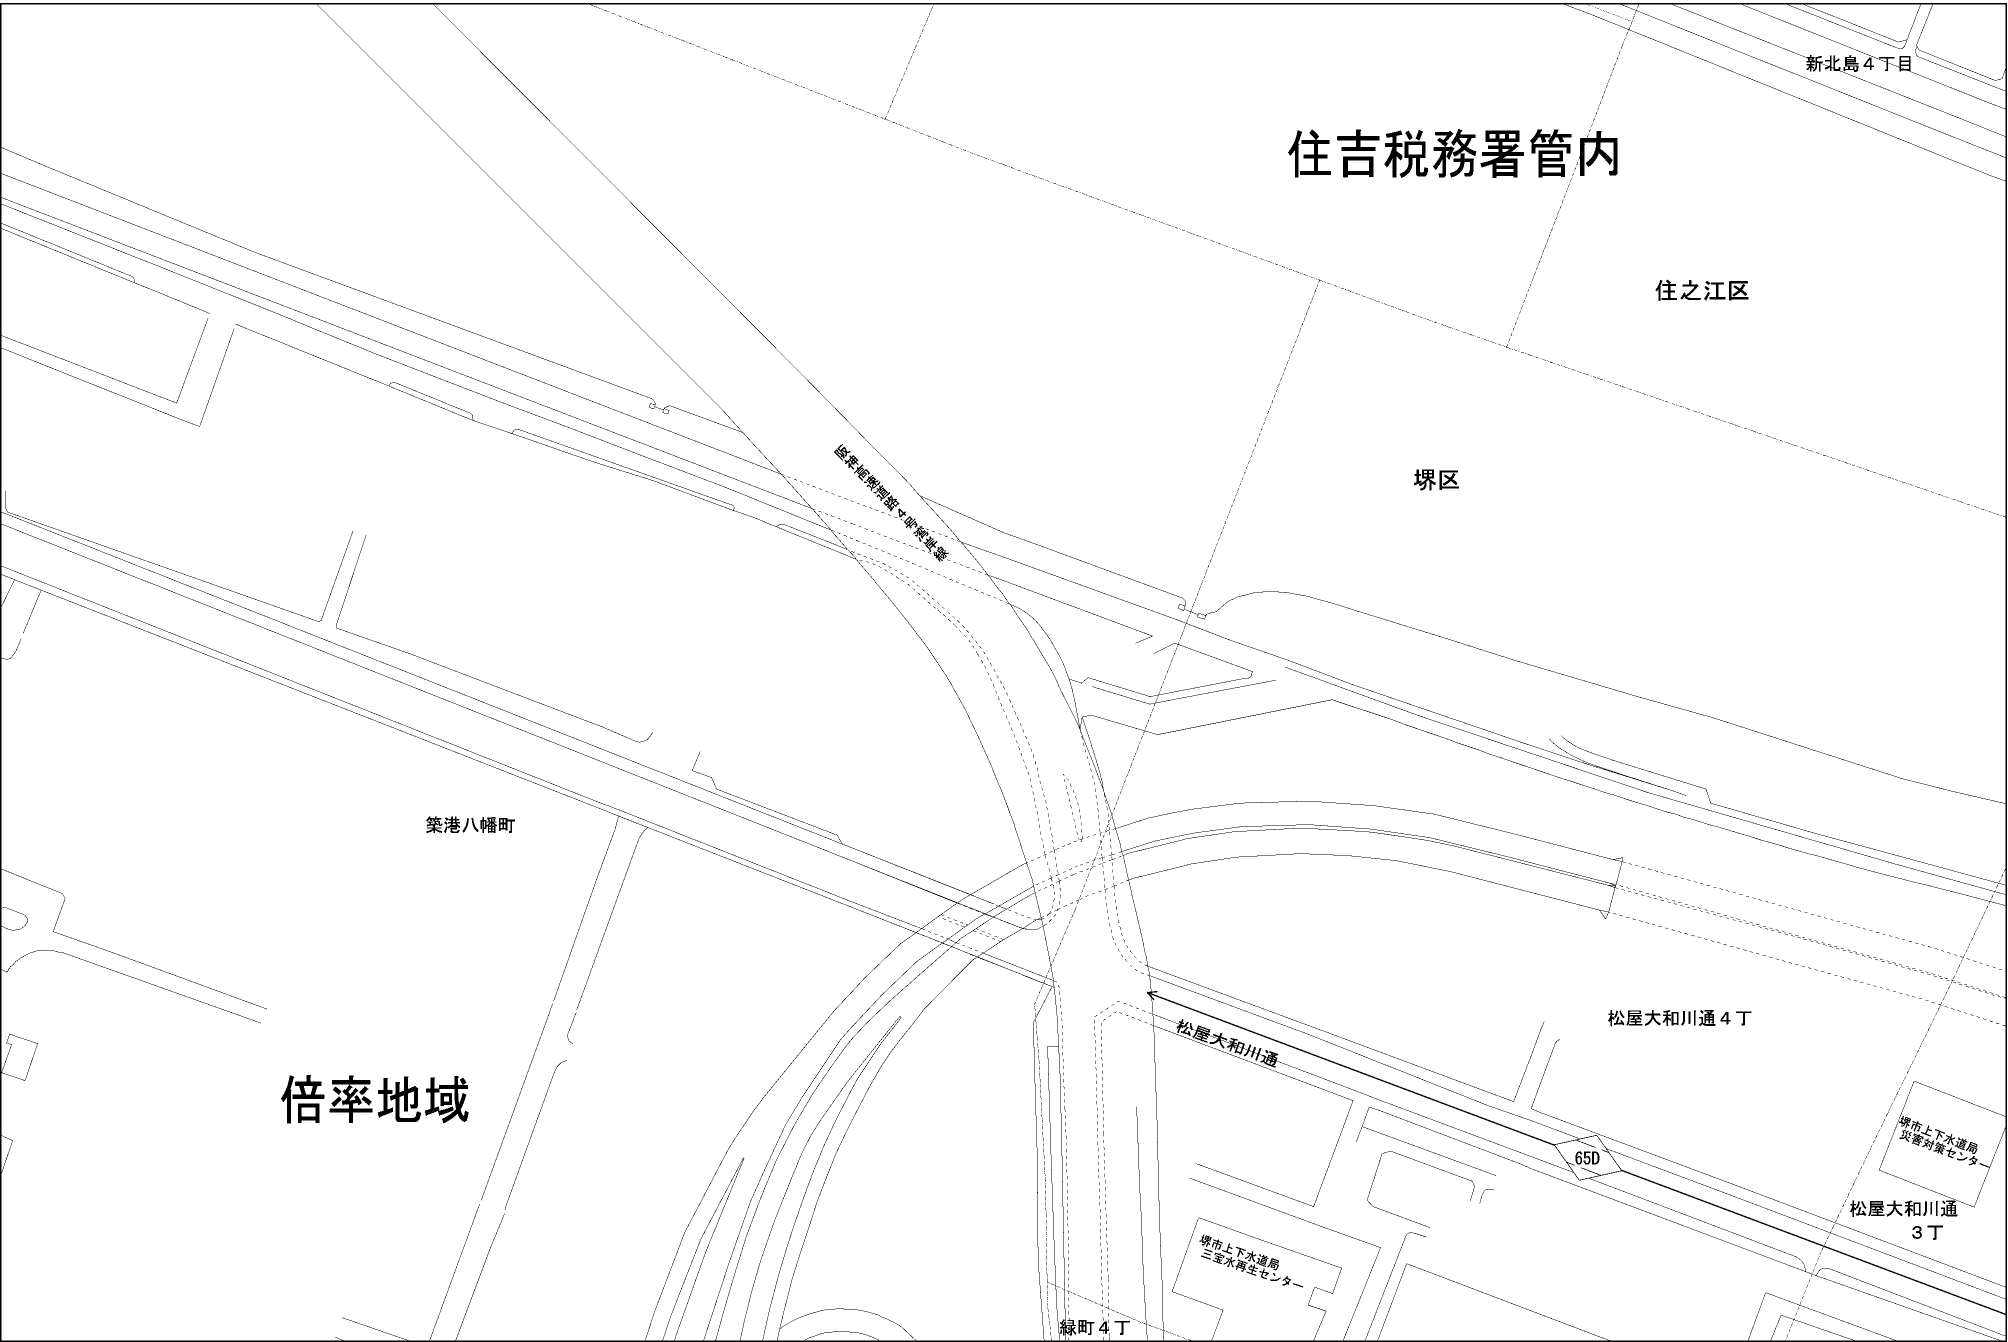 新北島４丁目
住吉税務署管内
住之江区
堺区
阪神高速道路４号湾岸線
築港八幡町
松屋大和川通４丁
松屋大和川通
倍率地域
65D
堺市上下水道局
災害対策センター
松屋大和川通
３丁
堺市上下水道局
三宝水再生センター
緑町４丁